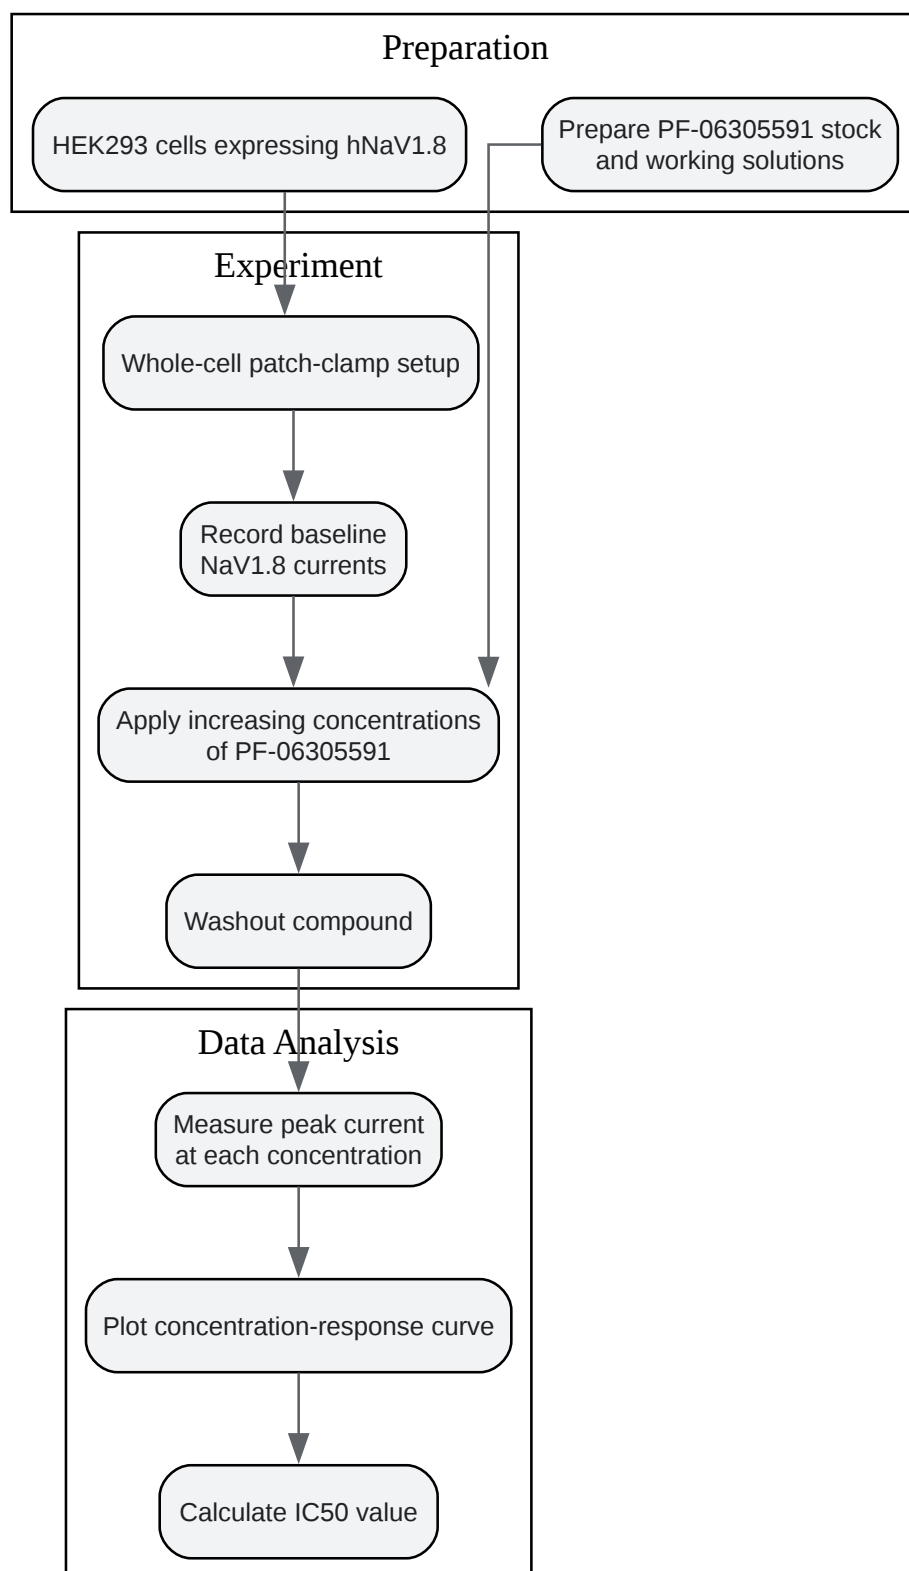 Preparation
HEK293 cells expressing hNaV1.8
Prepare PF-06305591 stock
and working solutions
Experiment
Whole-cell patch-clamp setup
Record baseline
NaV1.8 currents
Apply increasing concentrations
of PF-06305591
Washout compound
Data Analysis
Measure peak current
at each concentration
Plot concentration-response curve
Calculate IC50 value